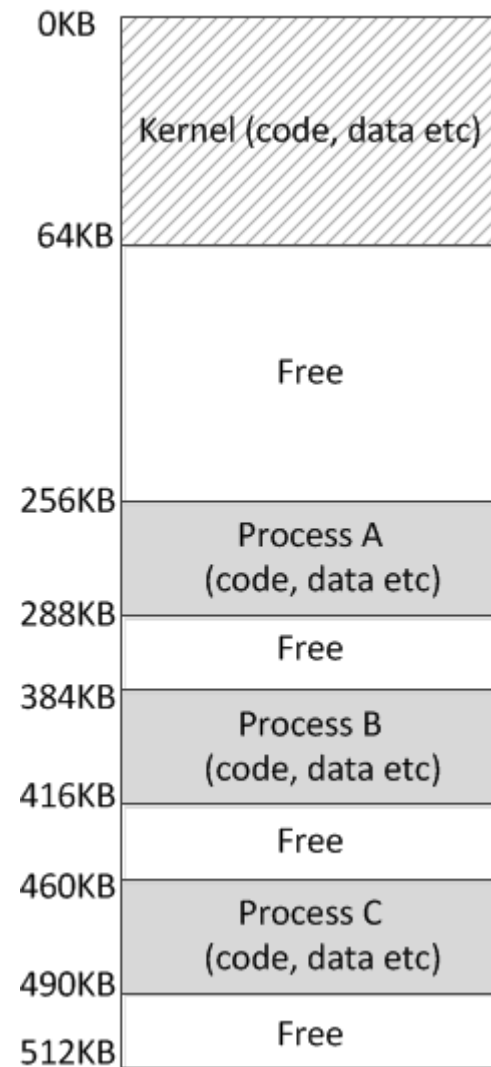 0KB
Kernel (code, data etc)
64KB
Free
256KB
Process A
(code, data etc)
288KB
Free
384KB
Process B
(code, data etc)
416KB
Free
460KB
Process C
(code, data etc)
490KB
Free
512KB